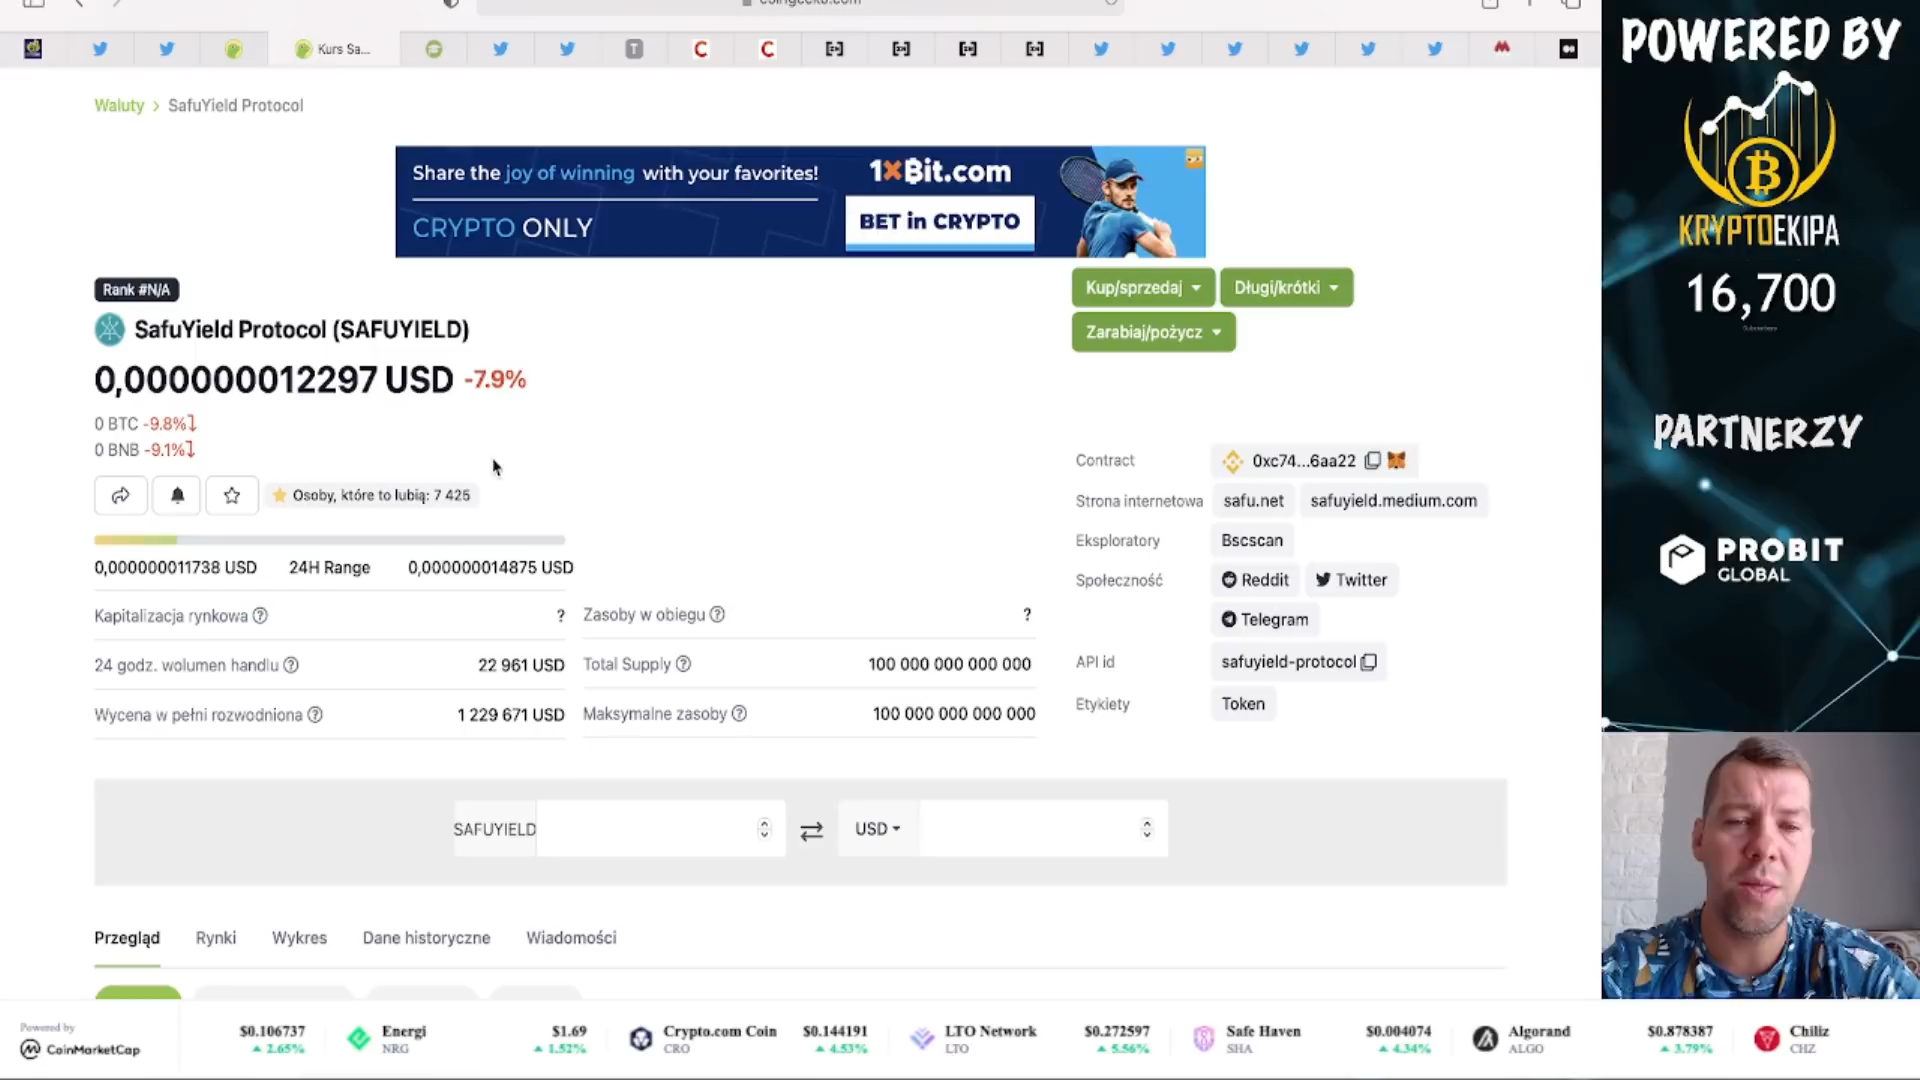 Kurs Sa...
Waluty > SafuYield Protocol
Share the joy of winning with your favorites!
CRYPTO ONLY
1XBit.com
BET in CRYPTO
Rank #N/A
SafuYield Protocol (SAFUYIELD)
0,000000012297 USD -7.9%
0 BTC -9.8%
0 BNB -9.1%
Osoby, które to lubią: 7 425
0,000000011738 USD 24H Range 0,000000014875 USD
Kapitalizacja rynkowa ?
24 godz. wolumen handlu 22 961 USD
Wycena w pełni rozwodniona 1 229 671 USD
Zasoby w obiegu ?
Total Supply 100 000 000 000 000
Maksymalne zasoby 100 000 000 000 000
Kup/sprzedaj Długi/krótki
Zarabiaj/pożycz
Contract 0xc74...6aa22
Strona internetowa safu.net safuyield.medium.com
Eksploratory Bscscan
Społeczność Reddit Twitter
Telegram
API id safuyield-protocol
Etykiety Token
SAFUYIELD USD
Przegląd Rynki Wykres Dane historyczne Wiadomości
POWERED BY
KRYPTOEKIPA
16,700
Subscribers
PARTNERZY
PROBIT
GLOBAL
Powered by
CoinMarketCap
$0.106737
2.65%
Energi
NRG
$1.69
1.52%
Crypto.com Coin
CRO
$0.144191
4.53%
LTO Network
LTO
$0.272597
5.56%
Safe Haven
SHA
$0.004074
4.34%
Algorand
ALGO
$0.878387
3.79%
Chiliz
CHZ